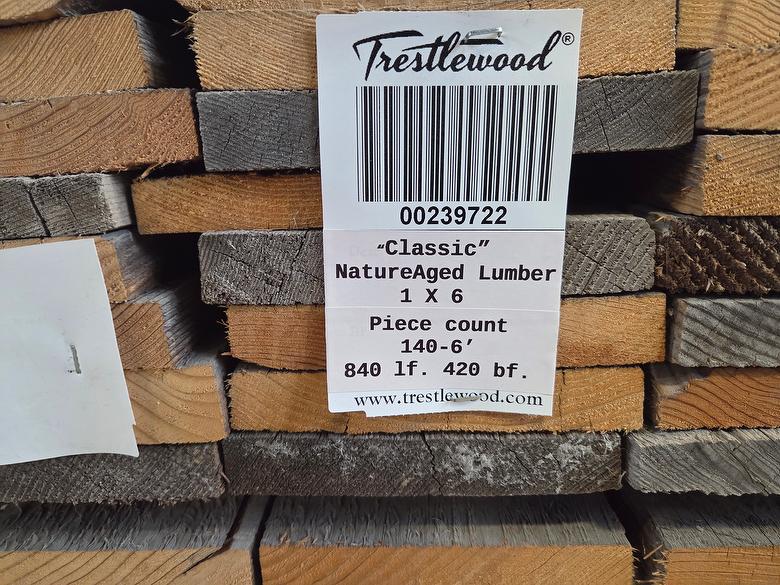 Trestlewood®
00239722
“Classic”
NatureAged Lumber
1 X 6
Piece count
140-6’
840 lf. 420 bf.
www.trestlewood.com